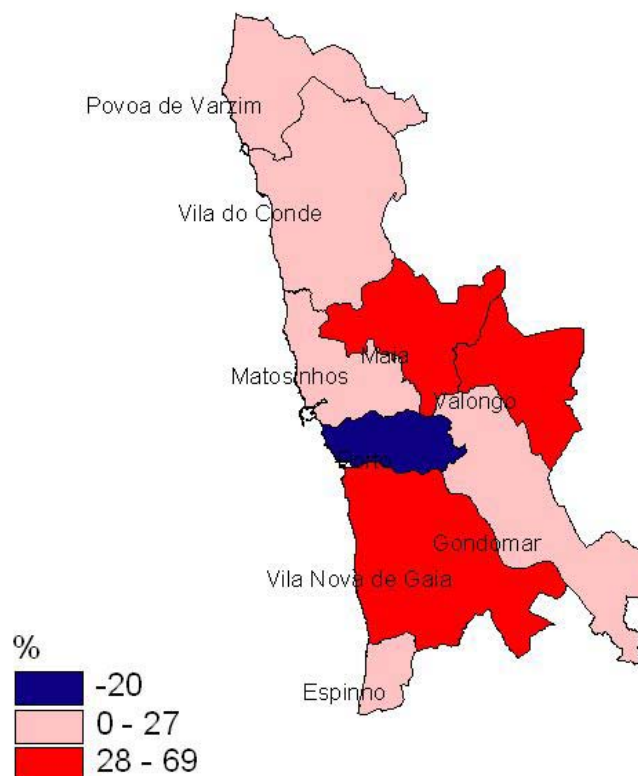 Povoa de Varzim
Vila do Conde
Maia
Matosinhos
Valongo
Porto
Gondomar
Vila Nova de Gaia
Espinho
%
-20
0 - 27
28 - 69